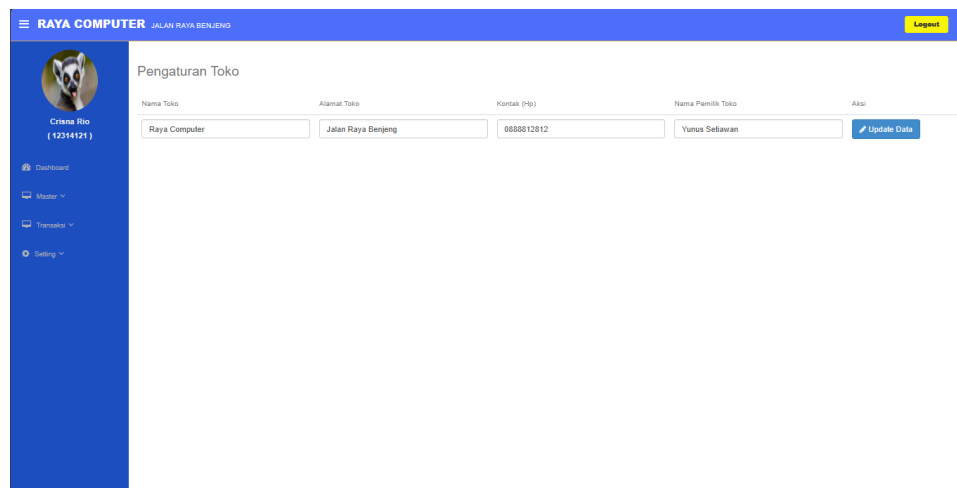 RAYA COMPUTER JALAN RAYA BENJENG Logout
Crisna Rio
( 12314121 )
Dashboard
Master
Transaksi
Setting
Pengaturan Toko
Nama Toko Alamat Toko Kontak (Hp) Nama Pemilik Toko Aksi
Raya Computer Jalan Raya Benjeng 0888812812 Yunus Setiawan Update Data